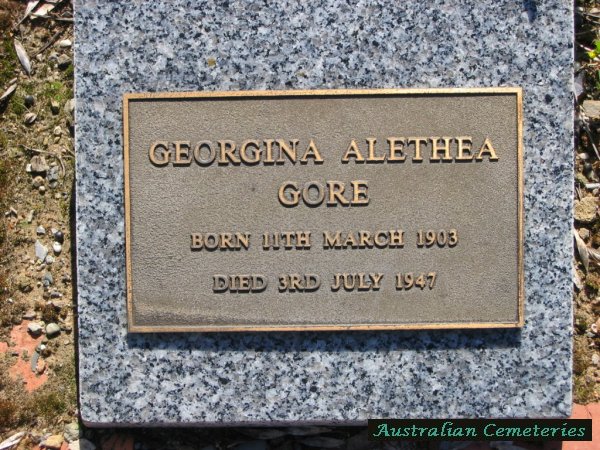 GEORGINA ALETHEA
GORE
BORN 11TH MARCH 1903
DIED 3RD JULY 1947
Australian Cemeteries